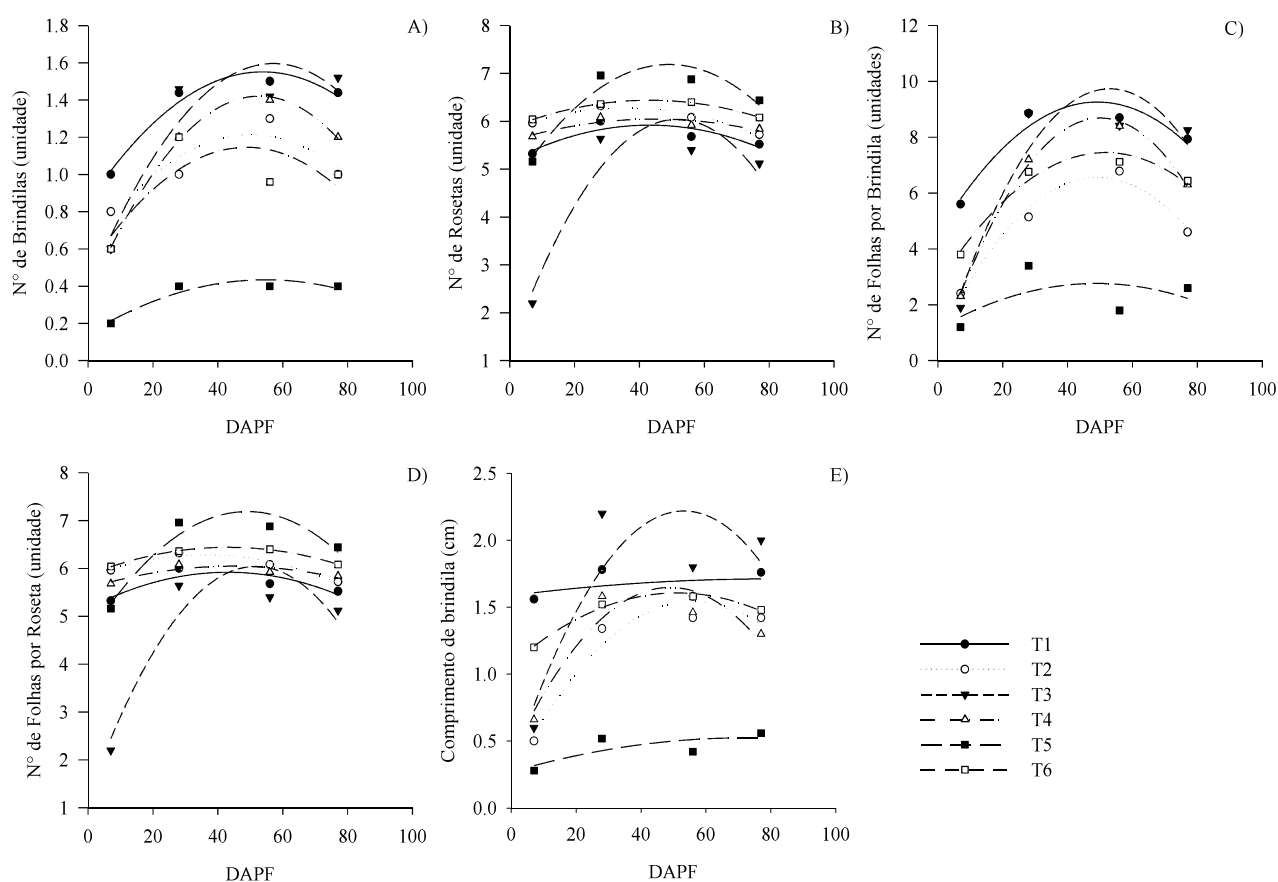 A)
N° de Brindilas (unidade)
1.8
1.6
1.4
1.2
1.0
0.8
0.6
0.4
0.2
0.0
0 20 40 60 80 100
DAPF
B)
N° de Rosetas (unidade)
8
7
6
5
4
3
2
1
0 20 40 60 80 100
DAPF
C)
N° de Folhas por Brindila (unidades)
12
10
8
6
4
2
0
0 20 40 60 80 100
DAPF
D)
N° de Folhas por Roseta (unidade)
8
7
6
5
4
3
2
1
0 20 40 60 80 100
DAPF
E)
Comprimento de brindila (cm)
2.5
2.0
1.5
1.0
0.5
0.0
0 20 40 60 80 100
DAPF
T1
T2
T3
T4
T5
T6